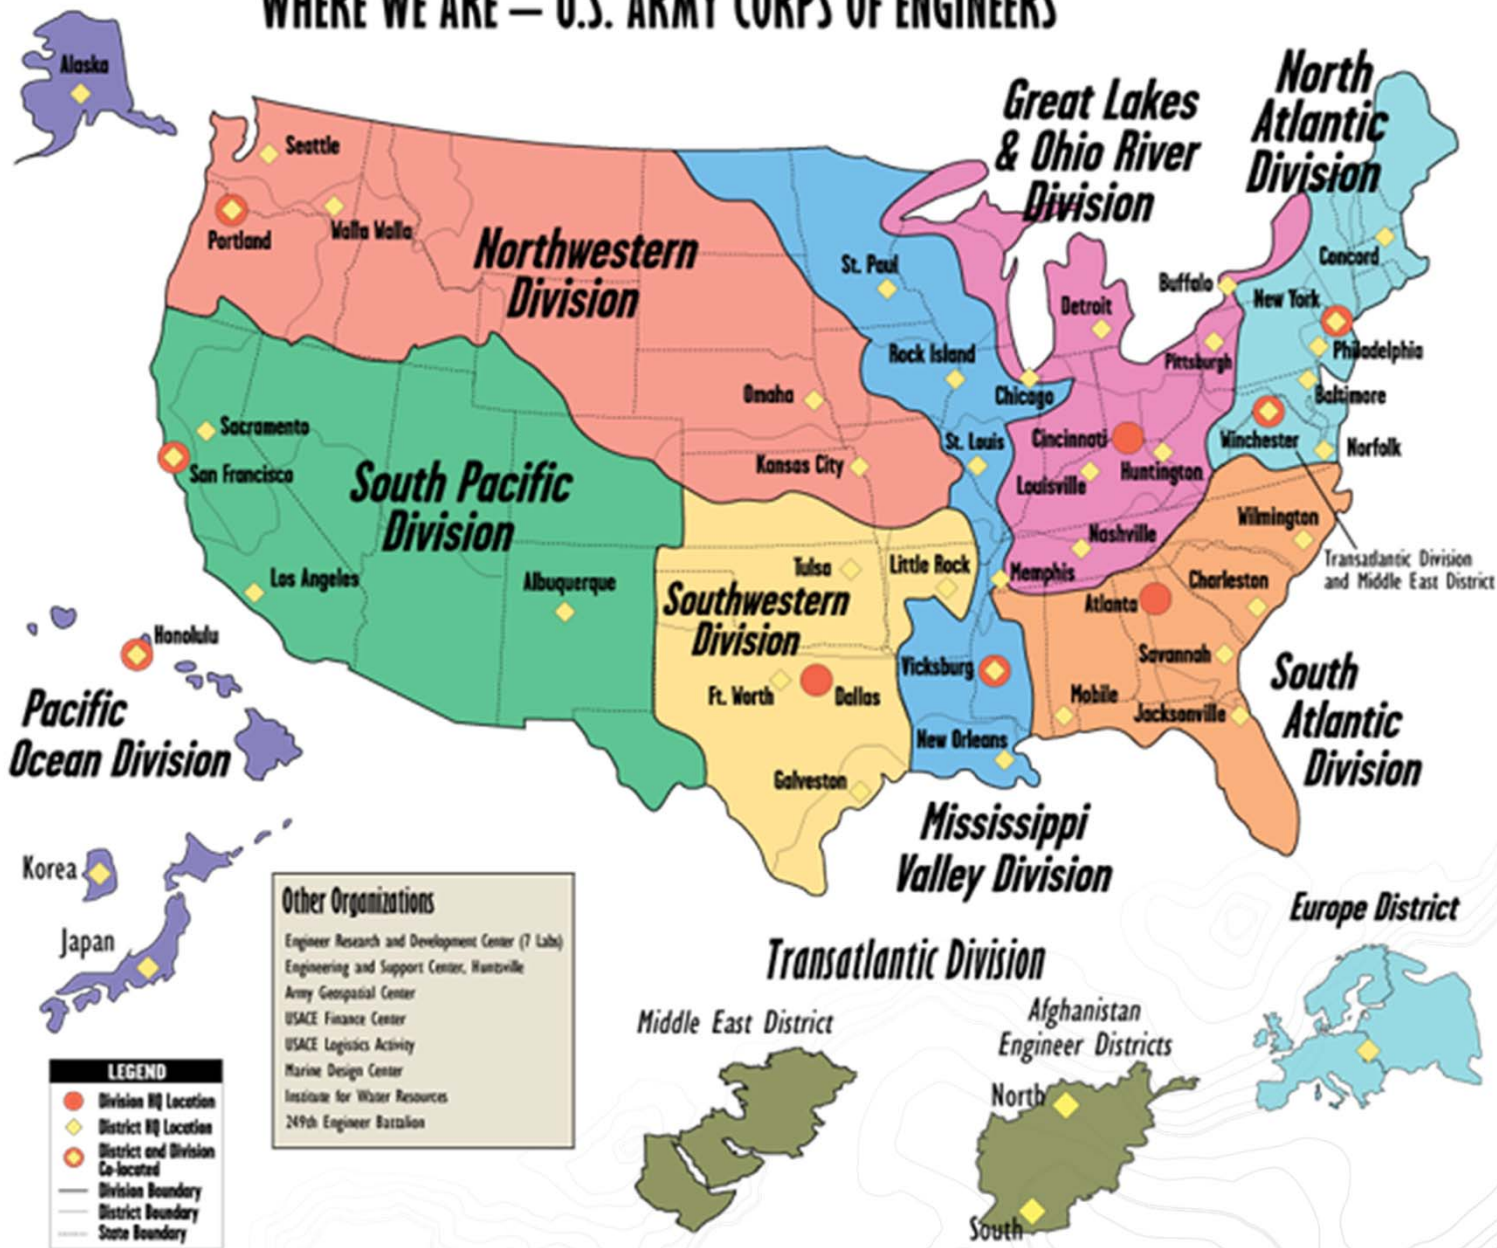 WHERE WE ARE – U.S. ARMY CORPS OF ENGINEERS
Alaska
Great Lakes
& Ohio River
Division
North
Atlantic
Division
Seattle
Portland
Walla Walla
Northwestern
Division
St. Paul
Detroit
Buffalo
Concord
New York
Rock Island
Chicago
Pittsburgh
Philadelphia
Omaha
Baltimore
Sacramento
San Francisco
St. Louis
Cincinnati
Winchester
Norfolk
Kansas City
Louisville
Huntington
South Pacific
Division
Nashville
Wilmington
Transatlantic Division
and Middle East District
Los Angeles
Albuquerque
Tulsa
Little Rock
Memphis
Charleston
Atlanta
Southwestern
Division
Honolulu
Savannah
Vicksburg
Ft. Worth
Dallas
Mobile
Jacksonville
South
Atlantic
Division
Pacific
Ocean Division
New Orleans
Galveston
Mississippi
Valley Division
Korea
Japan
Other Organizations
Engineer Research and Development Center (7 Labs)
Engineering and Support Center, Huntsville
Army Geospatial Center
USACE Finance Center
USACE Logistics Activity
Marine Design Center
Institute for Water Resources
249th Engineer Battalion
Europe District
Transatlantic Division
Middle East District
Afghanistan
Engineer Districts
North
South
LEGEND
Division HQ Location
District HQ Location
District and Division
Co-located
Division Boundary
District Boundary
State Boundary